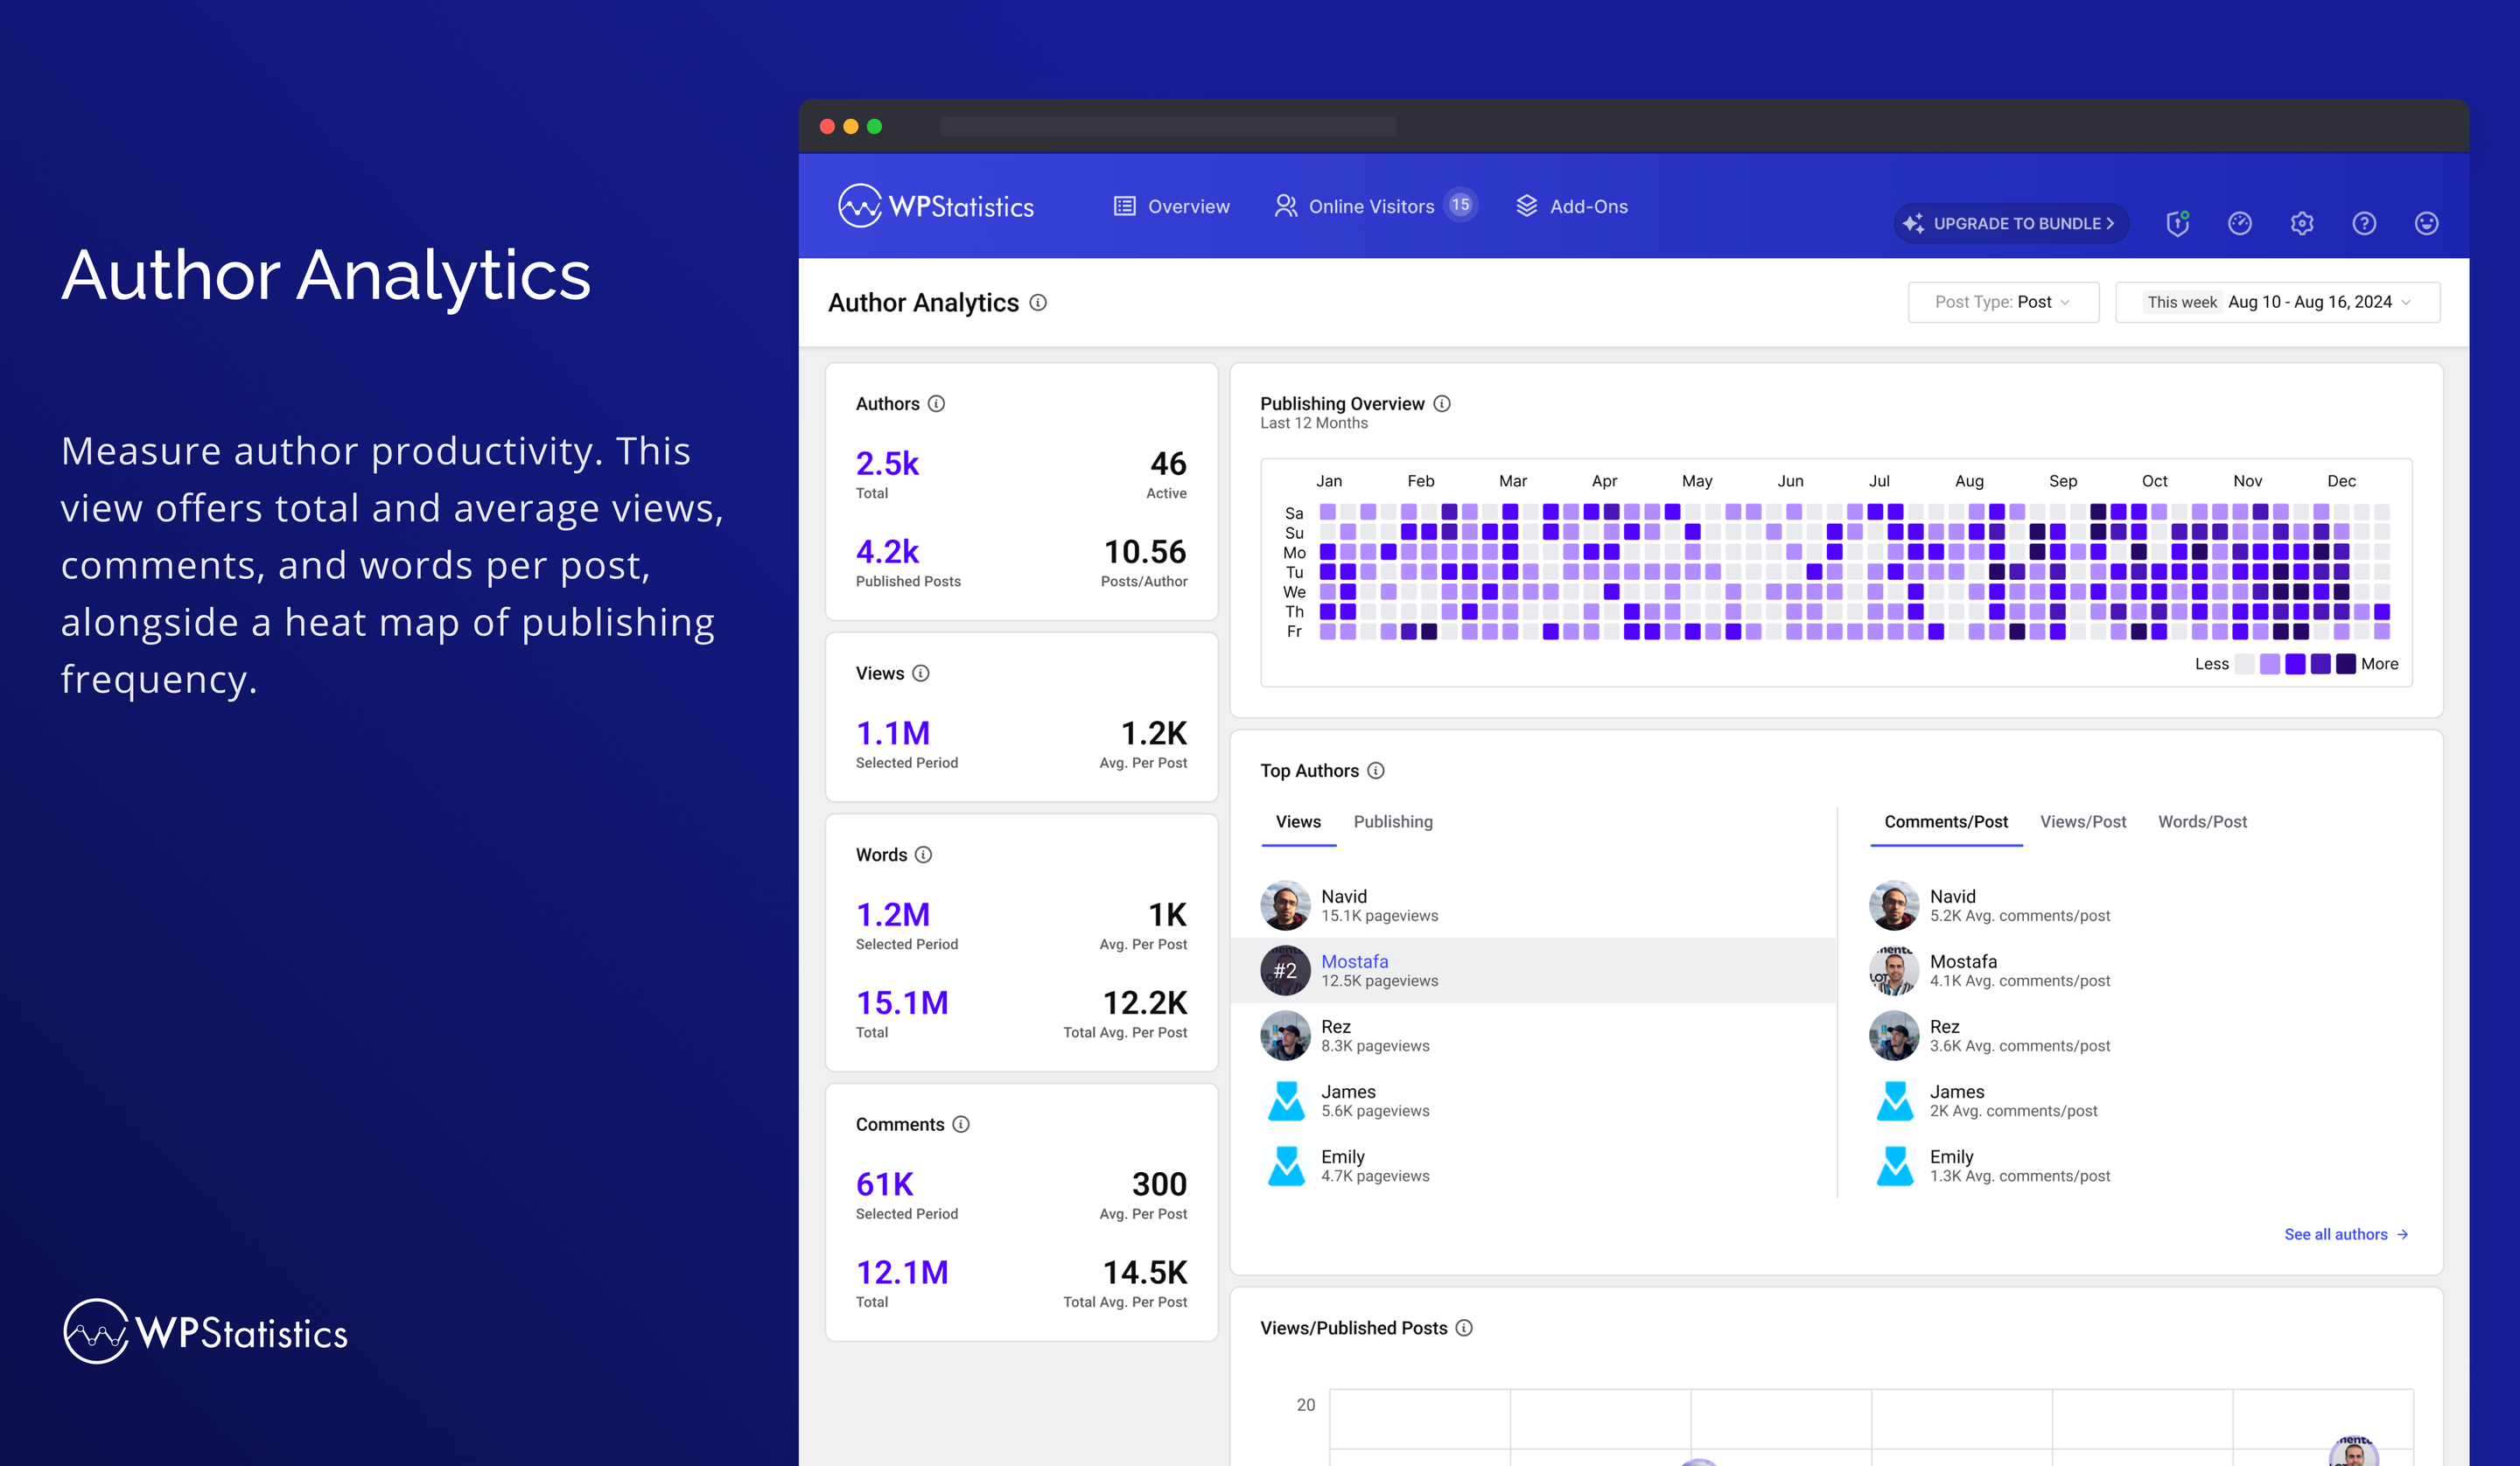 Author Analytics
Measure author productivity. This
view offers total and average views,
comments, and words per post,
alongside a heat map of publishing
frequency.
WPStatistics
WPStatistics
Overview
Online Visitors 15
Add-Ons
UPGRADE TO BUNDLE
Author Analytics
Post Type: Post
This week Aug 10 - Aug 16, 2024
Authors
2.5k 46
Total Active
4.2k 10.56
Published Posts Posts/Author
Views
1.1M 1.2K
Selected Period Avg. Per Post
Words
1.2M 1K
Selected Period Avg. Per Post
15.1M 12.2K
Total Total Avg. Per Post
Comments
61K 300
Selected Period Avg. Per Post
12.1M 14.5K
Total Total Avg. Per Post
Publishing Overview
Last 12 Months
Jan Feb Mar Apr May Jun Jul Aug Sep Oct Nov Dec
Sa
Su
Mo
Tu
We
Th
Fr
Less More
Top Authors
Views Publishing
Navid
15.1K pageviews
#2
Mostafa
12.5K pageviews
Rez
8.3K pageviews
James
5.6K pageviews
Emily
4.7K pageviews
Comments/Post Views/Post Words/Post
Navid
5.2K Avg. comments/post
Mostafa
4.1K Avg. comments/post
Rez
3.6K Avg. comments/post
James
2K Avg. comments/post
Emily
1.3K Avg. comments/post
See all authors
Views/Published Posts
20